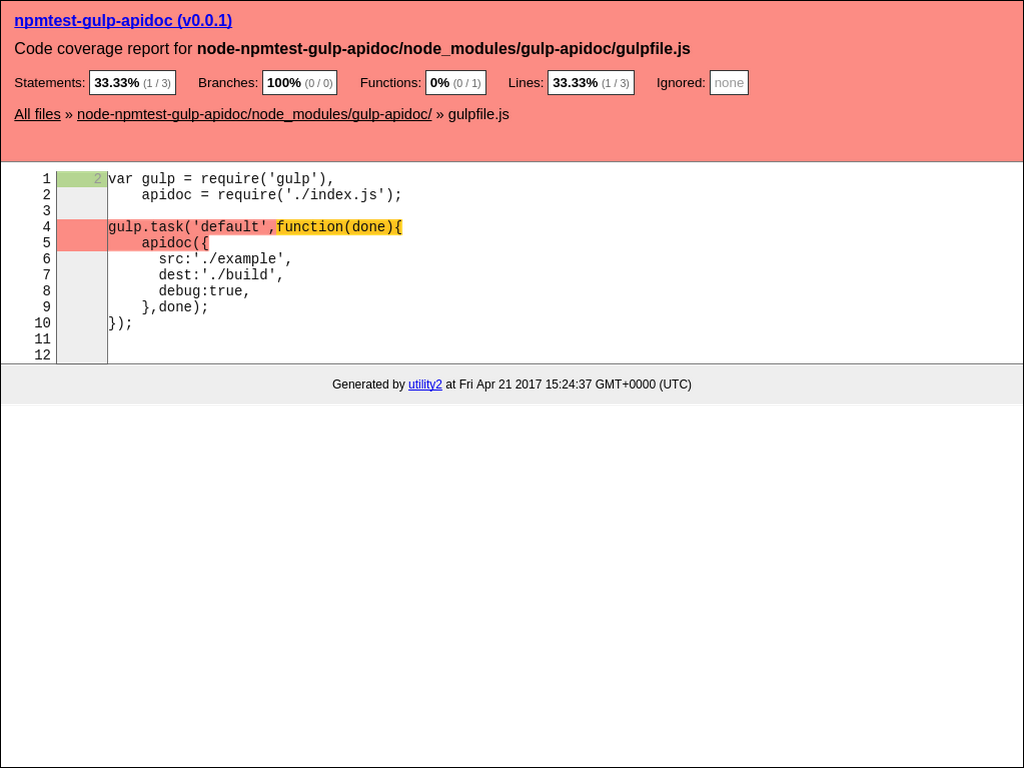 npmtest-gulp-apidoc (v0.0.1)
Code coverage report for node-npmtest-gulp-apidoc/node_modules/gulp-apidoc/gulpfile.js
Statements: 33.33% (1 / 3) Branches: 100% (0 / 0) Functions: 0% (0 / 1) Lines: 33.33% (1 / 3) Ignored: none
All files » node-npmtest-gulp-apidoc/node_modules/gulp-apidoc/ » gulpfile.js
1 2 var gulp = require('gulp'),
2     apidoc = require('./index.js');
3
4 gulp.task('default',function(done){
5     apidoc({
6       src:'./example',
7       dest:'./build',
8       debug:true,
9     },done);
10 });
11
12
Generated by utility2 at Fri Apr 21 2017 15:24:37 GMT+0000 (UTC)